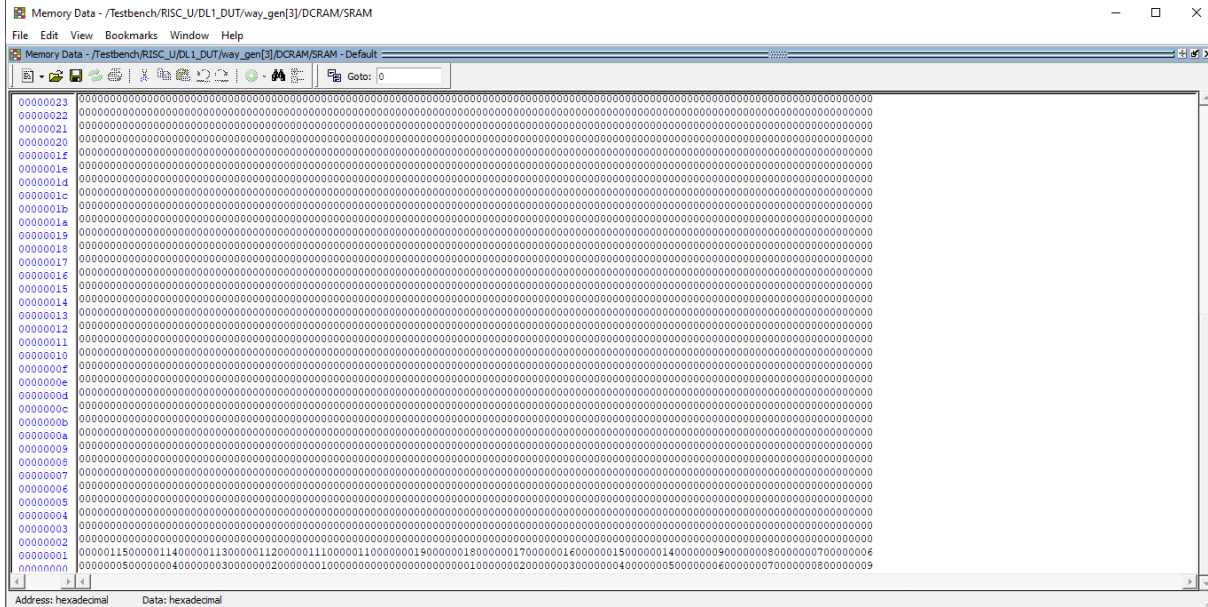 Memory Data - /Testbench/RISC_U/DL1_DUT/way_gen[3]/DCRAM/SRAM
File Edit View Bookmarks Window Help
Memory Data - /Testbench/RISC_U/DL1_DUT/way_gen[3]/DCRAM/SRAM - Default
Goto: 0
00000023 00000000000000000000000000000000000000000000000000000000000000000000000000000000000000000000000000000000000000000000000000000000
00000022 00000000000000000000000000000000000000000000000000000000000000000000000000000000000000000000000000000000000000000000000000000000
00000021 00000000000000000000000000000000000000000000000000000000000000000000000000000000000000000000000000000000000000000000000000000000
00000020 00000000000000000000000000000000000000000000000000000000000000000000000000000000000000000000000000000000000000000000000000000000
0000001f 00000000000000000000000000000000000000000000000000000000000000000000000000000000000000000000000000000000000000000000000000000000
0000001e 00000000000000000000000000000000000000000000000000000000000000000000000000000000000000000000000000000000000000000000000000000000
0000001d 00000000000000000000000000000000000000000000000000000000000000000000000000000000000000000000000000000000000000000000000000000000
0000001c 00000000000000000000000000000000000000000000000000000000000000000000000000000000000000000000000000000000000000000000000000000000
0000001b 00000000000000000000000000000000000000000000000000000000000000000000000000000000000000000000000000000000000000000000000000000000
0000001a 00000000000000000000000000000000000000000000000000000000000000000000000000000000000000000000000000000000000000000000000000000000
00000019 00000000000000000000000000000000000000000000000000000000000000000000000000000000000000000000000000000000000000000000000000000000
00000018 00000000000000000000000000000000000000000000000000000000000000000000000000000000000000000000000000000000000000000000000000000000
00000017 00000000000000000000000000000000000000000000000000000000000000000000000000000000000000000000000000000000000000000000000000000000
00000016 00000000000000000000000000000000000000000000000000000000000000000000000000000000000000000000000000000000000000000000000000000000
00000015 00000000000000000000000000000000000000000000000000000000000000000000000000000000000000000000000000000000000000000000000000000000
00000014 00000000000000000000000000000000000000000000000000000000000000000000000000000000000000000000000000000000000000000000000000000000
00000013 00000000000000000000000000000000000000000000000000000000000000000000000000000000000000000000000000000000000000000000000000000000
00000012 00000000000000000000000000000000000000000000000000000000000000000000000000000000000000000000000000000000000000000000000000000000
00000011 00000000000000000000000000000000000000000000000000000000000000000000000000000000000000000000000000000000000000000000000000000000
00000010 00000000000000000000000000000000000000000000000000000000000000000000000000000000000000000000000000000000000000000000000000000000
0000000f 00000000000000000000000000000000000000000000000000000000000000000000000000000000000000000000000000000000000000000000000000000000
0000000e 00000000000000000000000000000000000000000000000000000000000000000000000000000000000000000000000000000000000000000000000000000000
0000000d 00000000000000000000000000000000000000000000000000000000000000000000000000000000000000000000000000000000000000000000000000000000
0000000c 00000000000000000000000000000000000000000000000000000000000000000000000000000000000000000000000000000000000000000000000000000000
0000000b 00000000000000000000000000000000000000000000000000000000000000000000000000000000000000000000000000000000000000000000000000000000
0000000a 00000000000000000000000000000000000000000000000000000000000000000000000000000000000000000000000000000000000000000000000000000000
00000009 00000000000000000000000000000000000000000000000000000000000000000000000000000000000000000000000000000000000000000000000000000000
00000008 00000000000000000000000000000000000000000000000000000000000000000000000000000000000000000000000000000000000000000000000000000000
00000007 00000000000000000000000000000000000000000000000000000000000000000000000000000000000000000000000000000000000000000000000000000000
00000006 00000000000000000000000000000000000000000000000000000000000000000000000000000000000000000000000000000000000000000000000000000000
00000005 00000000000000000000000000000000000000000000000000000000000000000000000000000000000000000000000000000000000000000000000000000000
00000004 00000000000000000000000000000000000000000000000000000000000000000000000000000000000000000000000000000000000000000000000000000000
00000003 00000000000000000000000000000000000000000000000000000000000000000000000000000000000000000000000000000000000000000000000000000000
00000002 00000000000000000000000000000000000000000000000000000000000000000000000000000000000000000000000000000000000000000000000000000000
00000001 00000115000001140000011300000112000001110000011000000019000000180000001700000016000000150000001400000009000000080000000700000006
00000000 00000005000000040000000300000002000000010000000000000000000000010000000200000003000000040000000500000006000000070000000800000009
Address: hexadecimal Data: hexadecimal